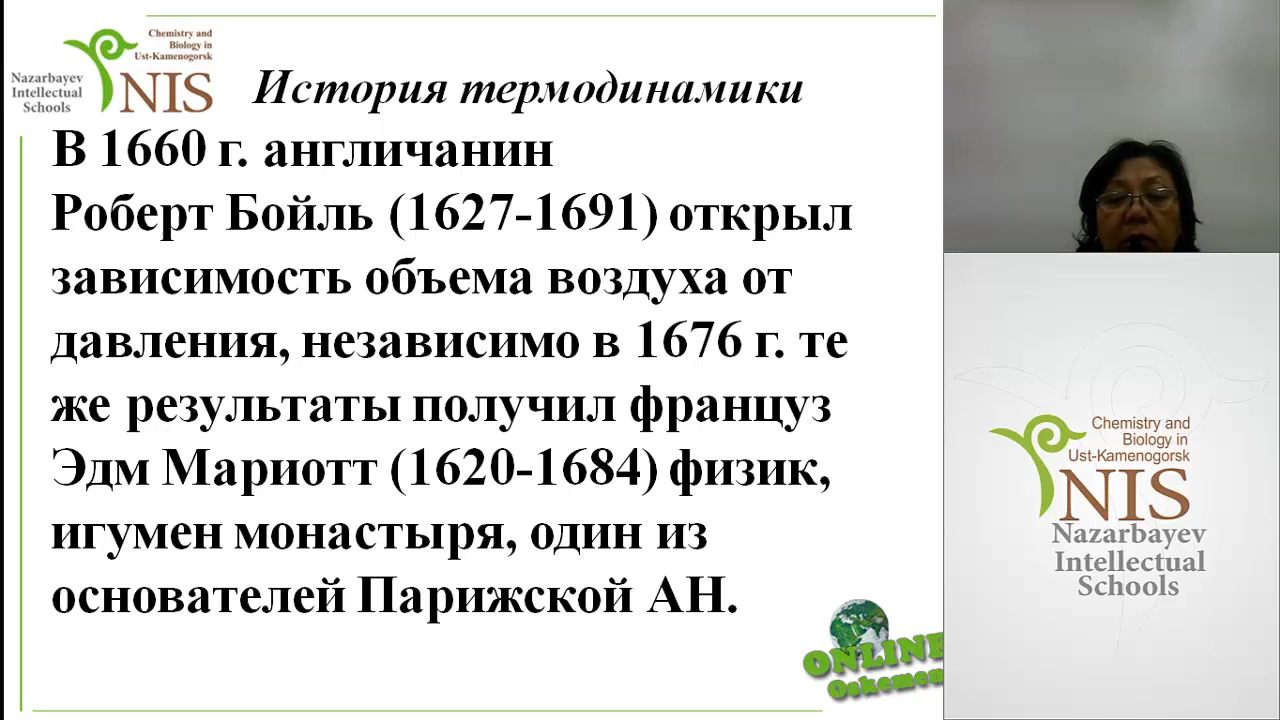 Chemistry and
Biology in
Ust-Kamenogorsk
Nazarbayev
Intellectual
Schools
NIS
История термодинамики
В 1660 г. англичанин
Роберт Бойль (1627-1691) открыл
зависимость объема воздуха от
давления, независимо в 1676 г. те
же результаты получил француз
Эдм Мариотт (1620-1684) физик,
игумен монастыря, один из
основателей Парижской АН.
ONLINE
Oskemen
Chemistry and
Biology in
Ust-Kamenogorsk
NIS
Nazarbayev
Intellectual
Schools